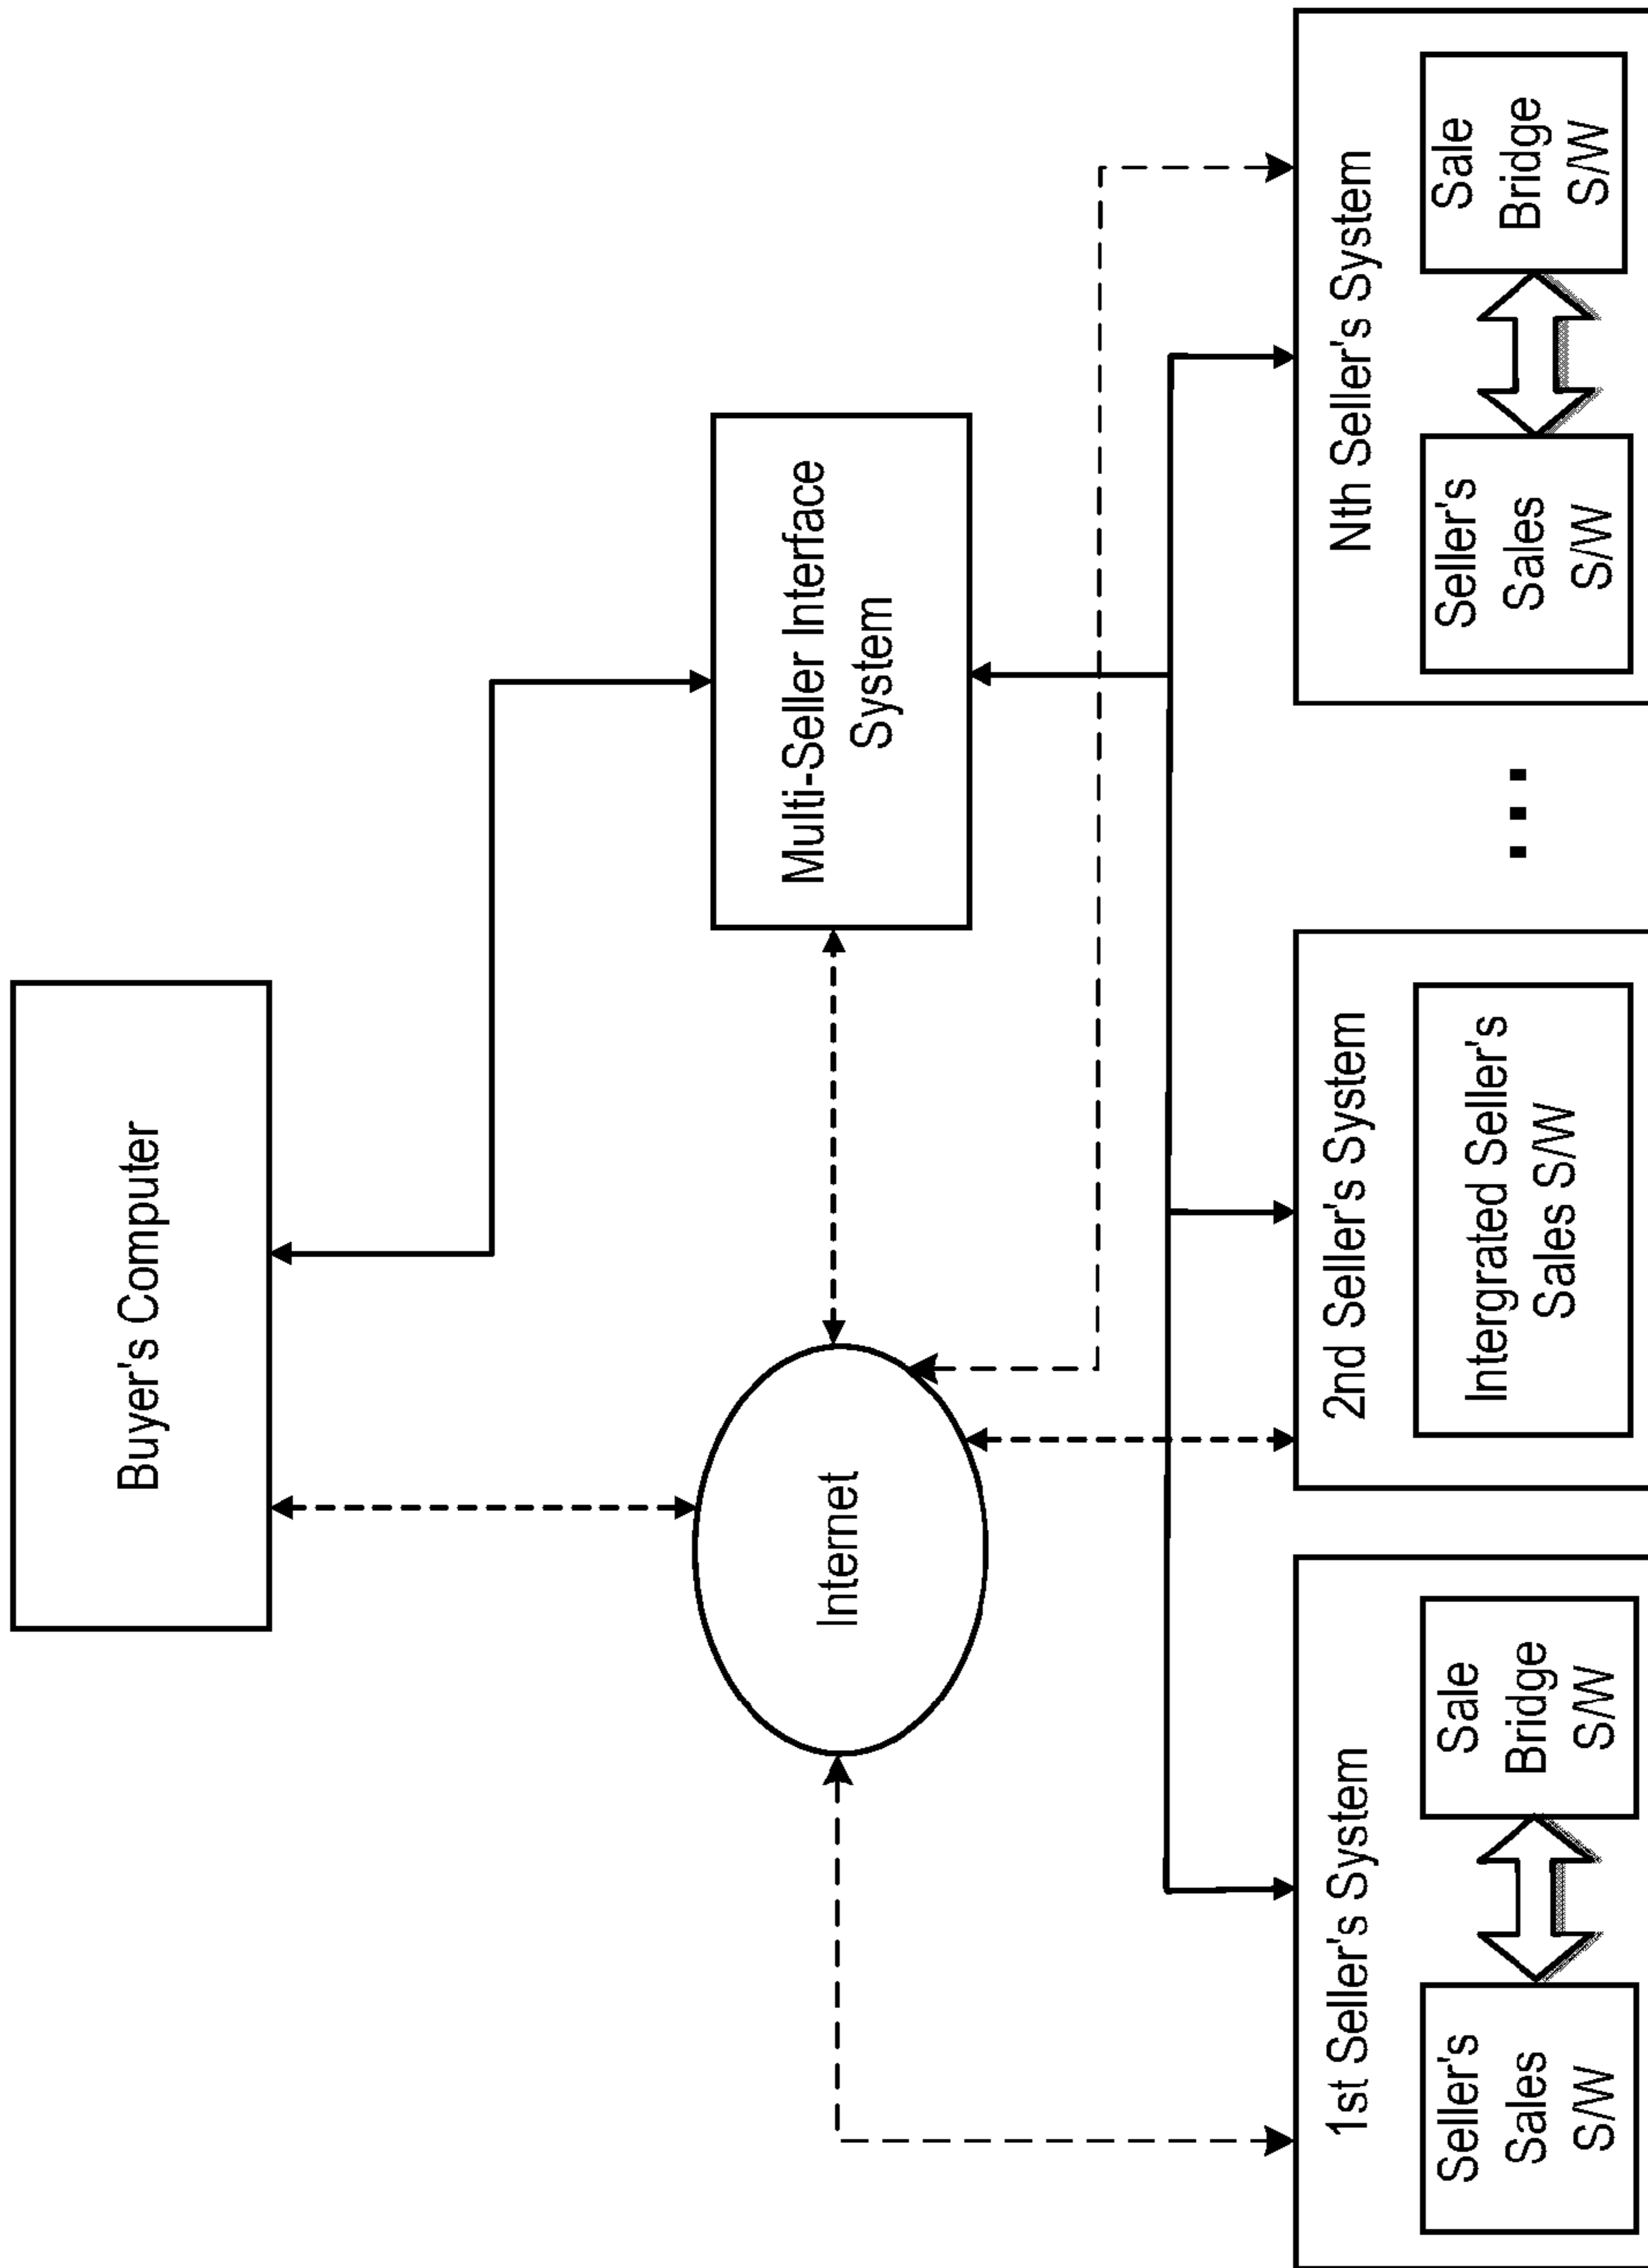 Buyer's Computer
Internet
Multi-Seller Interface
System
1st Seller's System
Seller's
Sales
S/W
Sale
Bridge
S/W
2nd Seller's System
Intergrated Seller's
Sales S/W
...
Nth Seller's System
Seller's
Sales
S/W
Sale
Bridge
S/W